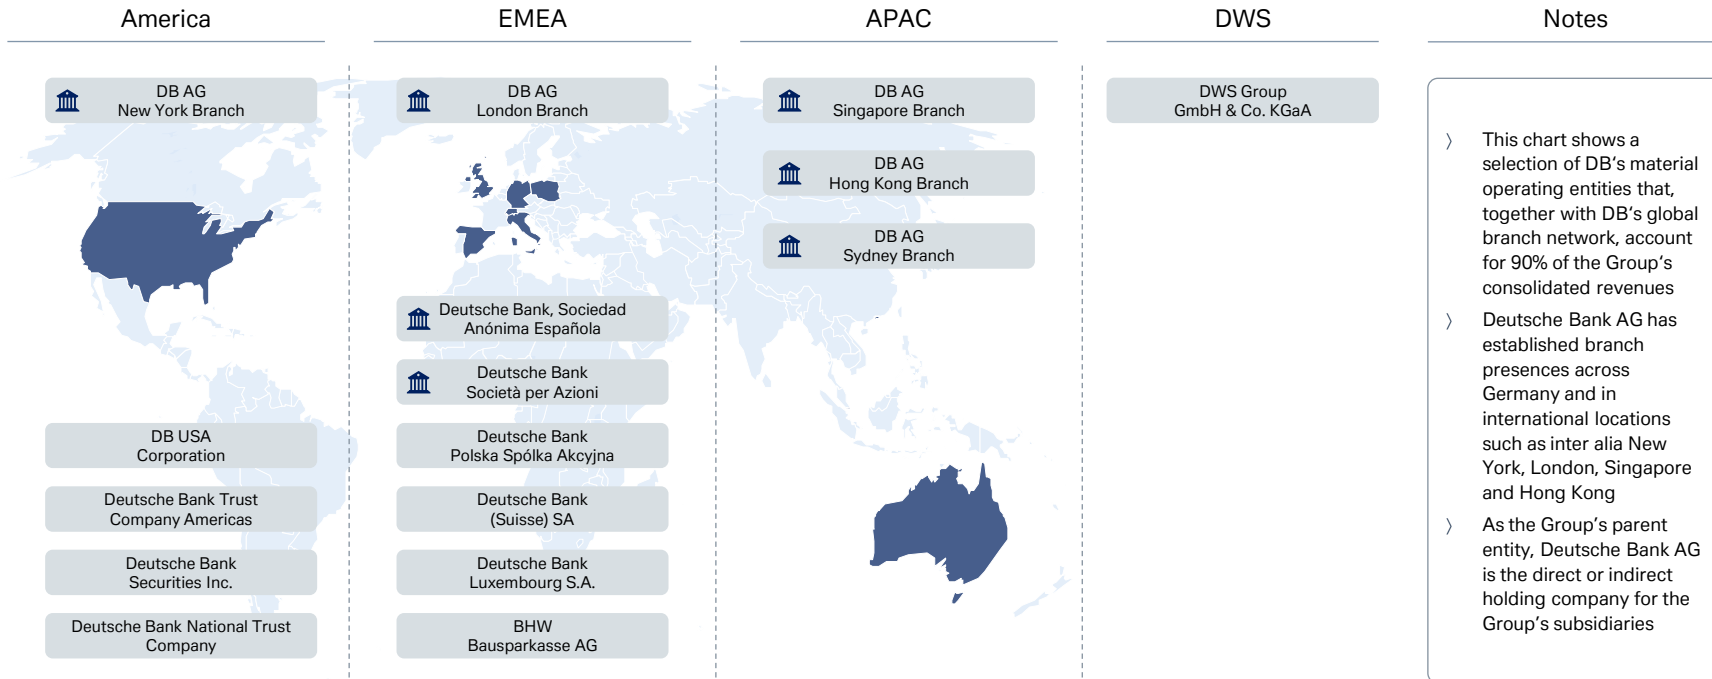 America
EMEA
APAC
DWS
Notes
DB AG
New York Branch
DB USA
Corporation
Deutsche Bank Trust
Company Americas
Deutsche Bank
Securities Inc.
Deutsche Bank National Trust
Company
DB AG
London Branch
Deutsche Bank, Sociedad
Anónima Española
Deutsche Bank
Società per Azioni
Deutsche Bank
Polska Spólka Akcyjna
Deutsche Bank
(Suisse) SA
Deutsche Bank
Luxembourg S.A.
BHW
Bausparkasse AG
DB AG
Singapore Branch
DB AG
Hong Kong Branch
DB AG
Sydney Branch
DWS Group
GmbH & Co. KGaA
〉 This chart shows a
selection of DB‘s material
operating entities that,
together with DB‘s global
branch network, account
for 90% of the Group‘s
consolidated revenues
〉 Deutsche Bank AG has
established branch
presences across
Germany and in
international locations
such as inter alia New
York, London, Singapore
and Hong Kong
〉 As the Group’s parent
entity, Deutsche Bank AG
is the direct or indirect
holding company for the
Group’s subsidiaries